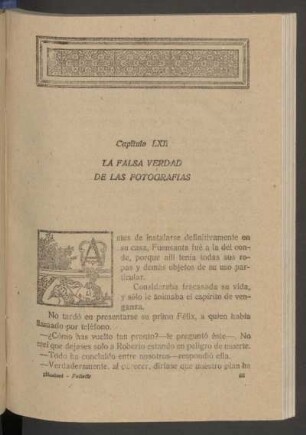 Capítulo LXII
LA FALSA VERDAD
DE LAS FOTOGRAFIAS
A
ntes de instalarse definitivamente en
su casa, Fuensanta fué a la del con-
de, porque allí tenía todas sus ro-
pas y demás objetos de su uso par-
ticular.
Consideraba fracasada su vida,
y sólo le animaba el espíritu de ven-
ganza.
No tardó en presentarse su primo Félix, a quien había
llamado por teléfono.
—¿Cómo has vuelto tan pronto?—le preguntó éste—. No
creí que dejases solo a Roberto estando en peligro de muerte.
—Todo ha concluído entre nosotros—respondió ella.
—Verdaderamente, al parecer, diríase que nuestro plan he